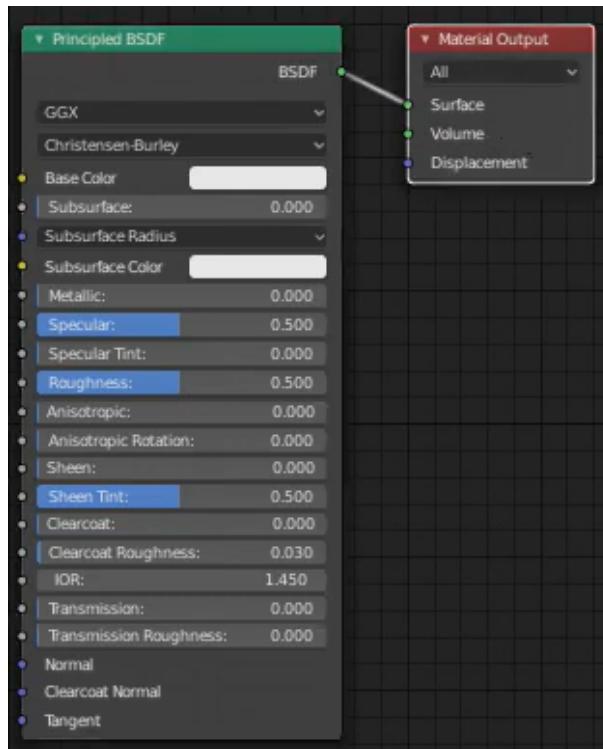 Principled BSDF
BSDF
GGX
Christensen-Burley
Base Color
Subsurface: 0.000
Subsurface Radius
Subsurface Color
Metallic: 0.000
Specular: 0.500
Specular Tint: 0.000
Roughness: 0.500
Anisotropic: 0.000
Anisotropic Rotation: 0.000
Sheen: 0.000
Sheen Tint: 0.500
Clearcoat: 0.000
Clearcoat Roughness: 0.030
IOR: 1.450
Transmission: 0.000
Transmission Roughness: 0.000
Normal
Clearcoat Normal
Tangent
Material Output
All
Surface
Volume
Displacement